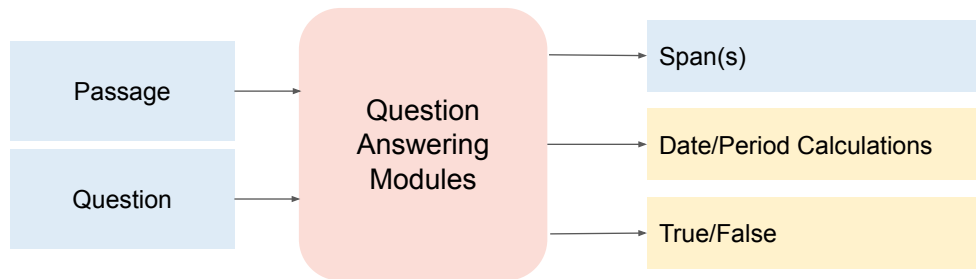 Passage
Question
Question
Answering
Modules
Span(s)
Date/Period Calculations
True/False